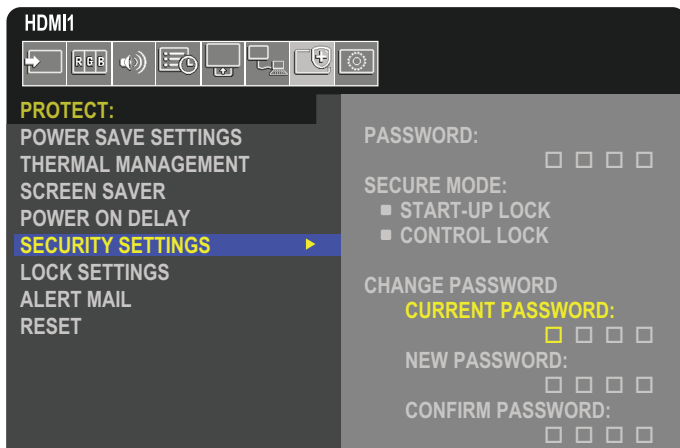 HDMI1
RGB
PROTECT:
POWER SAVE SETTINGS
THERMAL MANAGEMENT
SCREEN SAVER
POWER ON DELAY
SECURITY SETTINGS
LOCK SETTINGS
ALERT MAIL
RESET
PASSWORD:
SECURE MODE:
START-UP LOCK
CONTROL LOCK
CHANGE PASSWORD
CURRENT PASSWORD:
NEW PASSWORD:
CONFIRM PASSWORD: